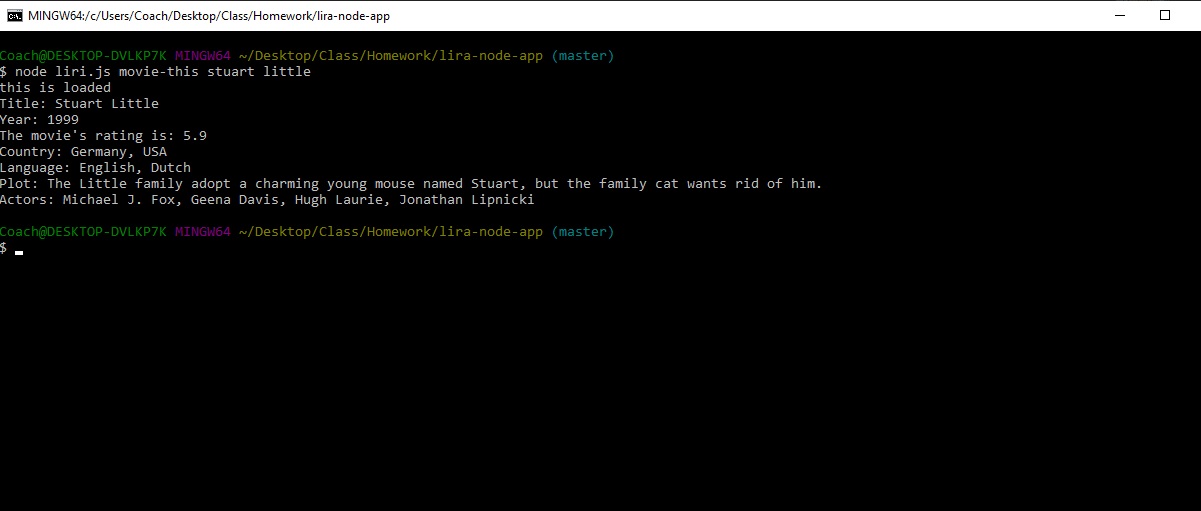 MINGW64:/c/Users/Coach/Desktop/Class/Homework/lira-node-app
Coach@DESKTOP-DVLKP7K MINGW64 ~/Desktop/Class/Homework/lira-node-app (master)
$ node liri.js movie-this stuart little
this is loaded
Title: Stuart Little
Year: 1999
The movie's rating is: 5.9
Country: Germany, USA
Language: English, Dutch
Plot: The Little family adopt a charming young mouse named Stuart, but the family cat wants rid of him.
Actors: Michael J. Fox, Geena Davis, Hugh Laurie, Jonathan Lipnicki
Coach@DESKTOP-DVLKP7K MINGW64 ~/Desktop/Class/Homework/lira-node-app (master)
$